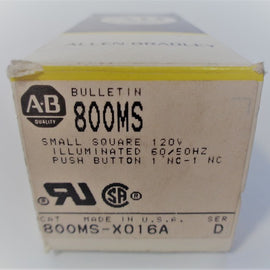 ALLEN BRADLEY
A-B
QUALITY
BULLETIN
800MS
SMALL SQUARE 120V
ILLUMINATED 60/50HZ
PUSH BUTTON 1 NC-1 NC
CAT MADE IN U.S.A. SER
800MS-X016A D